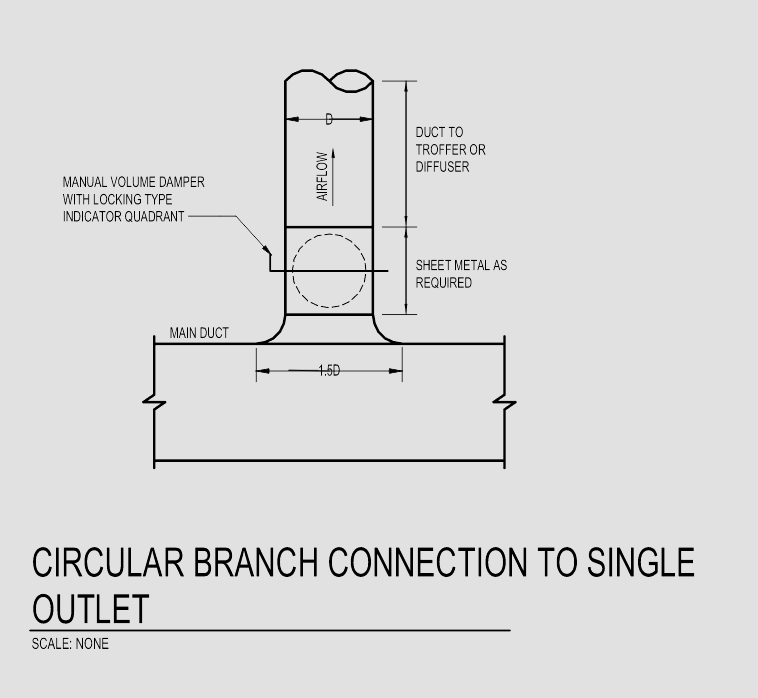 D
DUCT TO
TROFFER OR
DIFFUSER
AIRFLOW
MANUAL VOLUME DAMPER
WITH LOCKING TYPE
INDICATOR QUADRANT
SHEET METAL AS
REQUIRED
MAIN DUCT
1.5D
CIRCULAR BRANCH CONNECTION TO SINGLE
OUTLET
SCALE: NONE